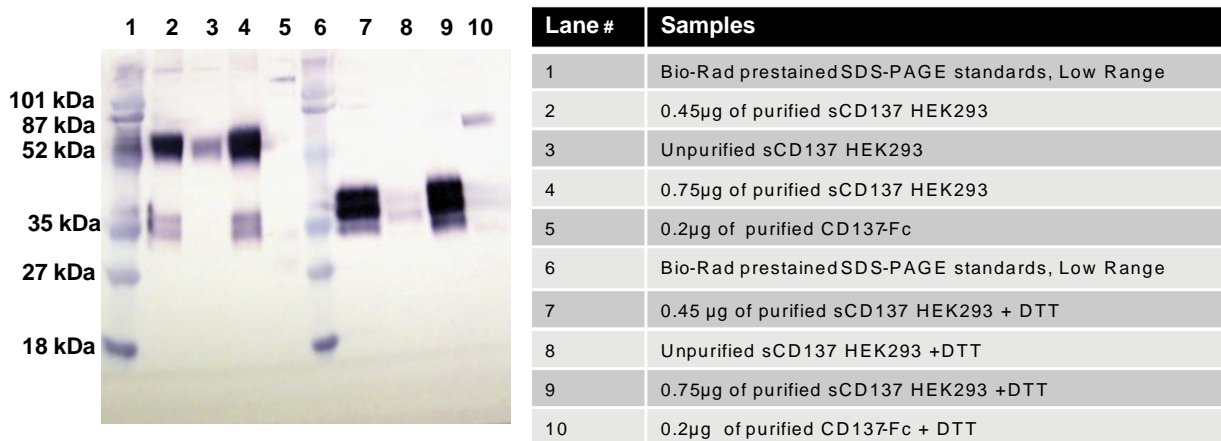 1 2 3 4 5 6 7 8 9 10
101 kDa
87 kDa
52 kDa
35 kDa
27 kDa
18 kDa
Lane # Samples
1 Bio-Rad prestained SDS-PAGE standards, Low Range
2 0.45µg of purified sCD137 HEK293
3 Unpurified sCD137 HEK293
4 0.75µg of purified sCD137 HEK293
5 0.2µg of purified CD137-Fc
6 Bio-Rad prestained SDS-PAGE standards, Low Range
7 0.45 µg of purified sCD137 HEK293 + DTT
8 Unpurified sCD137 HEK293 +DTT
9 0.75µg of purified sCD137 HEK293 +DTT
10 0.2µg of purified CD137-Fc + DTT